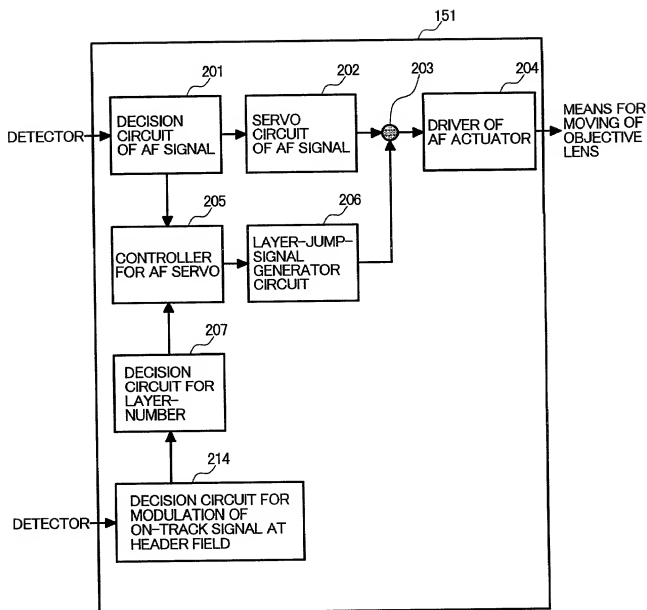 151
201
202
203
204
DETECTOR
DECISION
CIRCUIT
OF AF SIGNAL
SERVO
CIRCUIT
OF AF SIGNAL
DRIVER OF
AF ACTUATOR
MEANS FOR
MOVING OF
OBJECTIVE
LENS
205
206
CONTROLLER
FOR AF SERVO
LAYER-JUMP-
SIGNAL
GENERATOR
CIRCUIT
207
DECISION
CIRCUIT FOR
LAYER-
NUMBER
214
DETECTOR
DECISION CIRCUIT FOR
MODULATION OF
ON-TRACK SIGNAL AT
HEADER FIELD